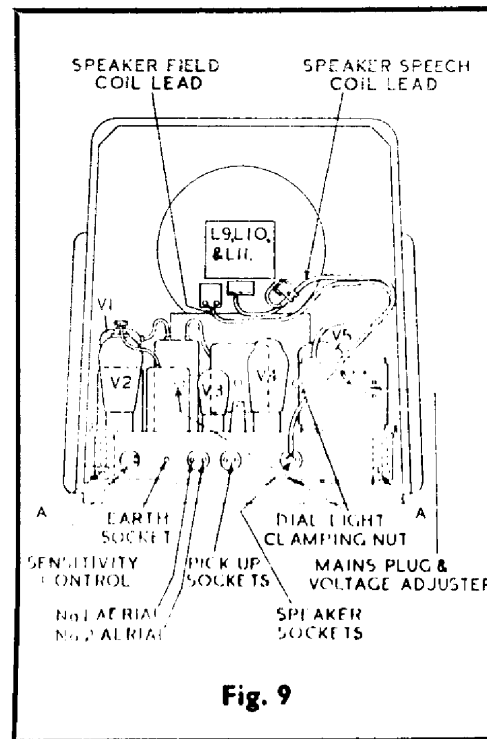 SPEAKER FIELD
COIL LEAD
SPEAKER SPEECH
COIL LEAD
L9,L10,
& L11.
V1
V2
V3
V4
V5
A
A
EARTH
SOCKET
DIAL LIGHT
CLAMPING NUT
SENSITIVITY
CONTROL
PICK UP
SOCKETS
MAINS PLUG &
VOLTAGE ADJUSTER
No1 AERIAL
No2 AERIAL
SPEAKER
SOCKETS
Fig. 9